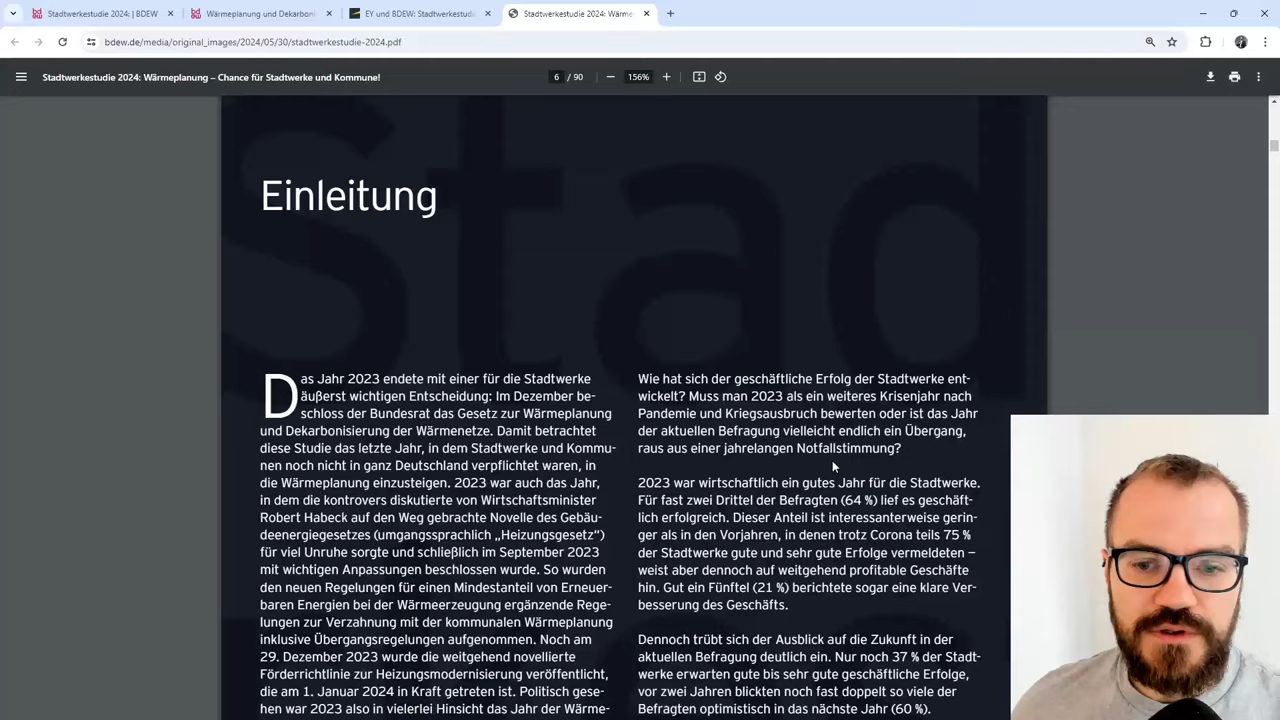 Stadtwerkestudie 2024: | BDEW
Wärmeplanung und Dekarboni
EY und BDEW: Stadtwerkestudi
Stadtwerkestudie 2024: Wärme
bdew.de/media/original_images/2024/05/30/stadtwerkestudie-2024.pdf
Stadtwerkestudie 2024: Wärmeplanung – Chance für Stadtwerke und Kommune!
6 / 90
156%
Stad
Einleitung
Das Jahr 2023 endete mit einer für die Stadtwerke
äußerst wichtigen Entscheidung: Im Dezember be-
schloss der Bundesrat das Gesetz zur Wärmeplanung
und Dekarbonisierung der Wärmenetze. Damit betrachtet
diese Studie das letzte Jahr, in dem Stadtwerke und Kommu-
nen noch nicht in ganz Deutschland verpflichtet waren, in
die Wärmeplanung einzusteigen. 2023 war auch das Jahr,
in dem die kontrovers diskutierte von Wirtschaftsminister
Robert Habeck auf den Weg gebrachte Novelle des Gebäu-
deenergiegesetzes (umgangssprachlich „Heizungsgesetz“)
für viel Unruhe sorgte und schließlich im September 2023
mit wichtigen Anpassungen beschlossen wurde. So wurden
den neuen Regelungen für einen Mindestanteil von Erneuer-
baren Energien bei der Wärmeerzeugung ergänzende Rege-
lungen zur Verzahnung mit der kommunalen Wärmeplanung
inklusive Übergangsregelungen aufgenommen. Noch am
29. Dezember 2023 wurde die weitgehend novellierte
Förderrichtlinie zur Heizungsmodernisierung veröffentlicht,
die am 1. Januar 2024 in Kraft getreten ist. Politisch gese-
hen war 2023 also in vielerlei Hinsicht das Jahr der Wärme-
Wie hat sich der geschäftliche Erfolg der Stadtwerke ent-
wickelt? Muss man 2023 als ein weiteres Krisenjahr nach
Pandemie und Kriegsausbruch bewerten oder ist das Jahr
der aktuellen Befragung vielleicht endlich ein Übergang,
raus aus einer jahrelangen Notfallstimmung?
2023 war wirtschaftlich ein gutes Jahr für die Stadtwerke.
Für fast zwei Drittel der Befragten (64 %) lief es geschäft-
lich erfolgreich. Dieser Anteil ist interessanterweise gerin-
ger als in den Vorjahren, in denen trotz Corona teils 75 %
der Stadtwerke gute und sehr gute Erfolge vermeldeten –
weist aber dennoch auf weitgehend profitable Geschäfte
hin. Gut ein Fünftel (21 %) berichtete sogar eine klare Ver-
besserung des Geschäfts.
Dennoch trübt sich der Ausblick auf die Zukunft in der
aktuellen Befragung deutlich ein. Nur noch 37 % der Stadt-
werke erwarten gute bis sehr gute geschäftliche Erfolge,
vor zwei Jahren blickten noch fast doppelt so viele der
Befragten optimistisch in das nächste Jahr (60 %).